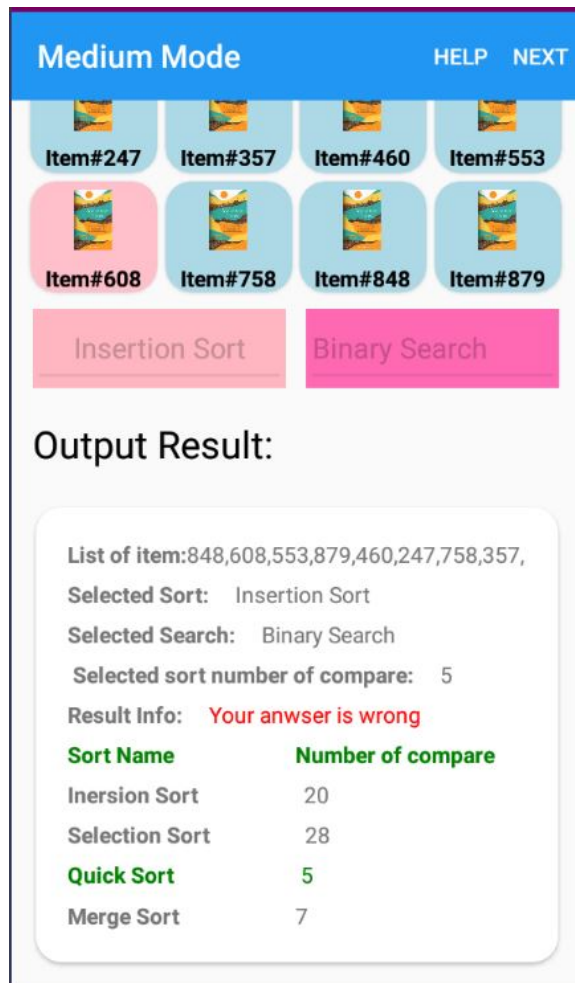 Medium Mode HELP NEXT
Item#247 Item#357 Item#460 Item#553
Item#608 Item#758 Item#848 Item#879
Insertion Sort Binary Search
Output Result:
List of item:848,608,553,879,460,247,758,357,
Selected Sort: Insertion Sort
Selected Search: Binary Search
Selected sort number of compare: 5
Result Info: Your anwser is wrong
Sort Name Number of compare
Inersion Sort 20
Selection Sort 28
Quick Sort 5
Merge Sort 7